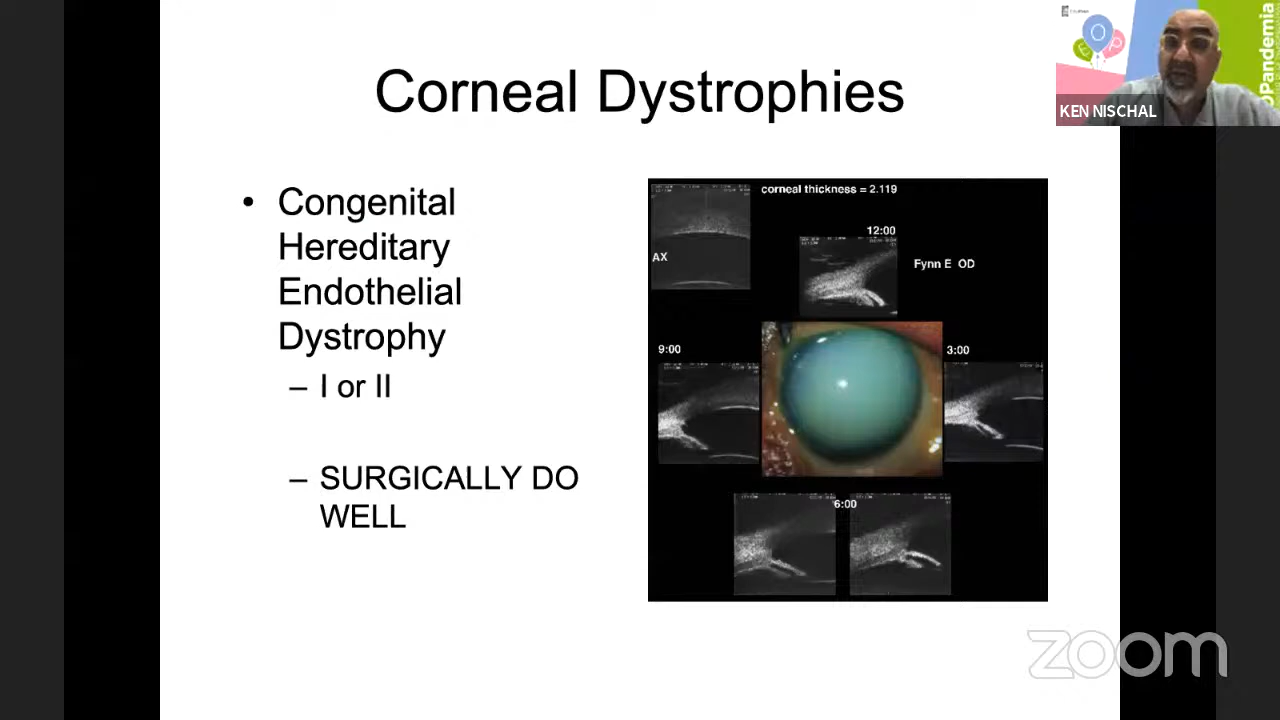 Corneal Dystrophies
• Congenital
Hereditary
Endothelial
Dystrophy
– I or II
– SURGICALLY DO
WELL
corneal thickness = 2.119
12:00
AX
Fynn E OD
9:00
3:00
6:00
KEN NISCHAL
OPandemia
zoom